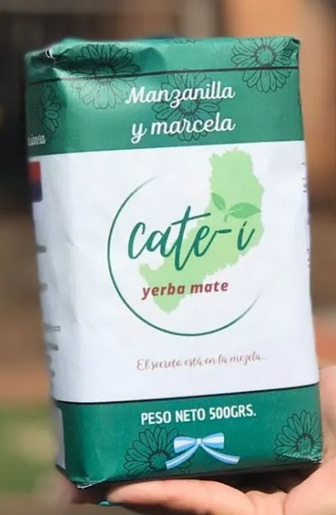 Manzanilla
y marcela
cate-i
yerba mate
El secreto está en la mezcla...
PESO NETO 500GRS.